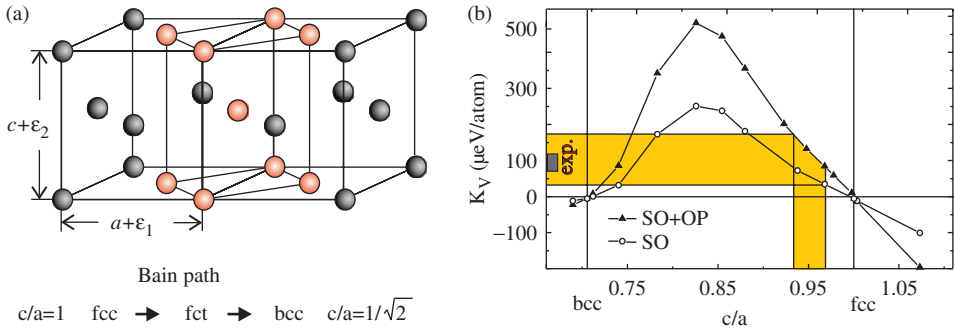 (a)
c+ε₂
a+ε₁
Bain path
c/a=1 fcc → fct → bcc c/a=1/√2
(b)
K_V (μeV/atom)
500
300
200
100
0
−100
exp.
SO+OP
SO
bcc 0.75 0.85 0.95 fcc 1.05
c/a